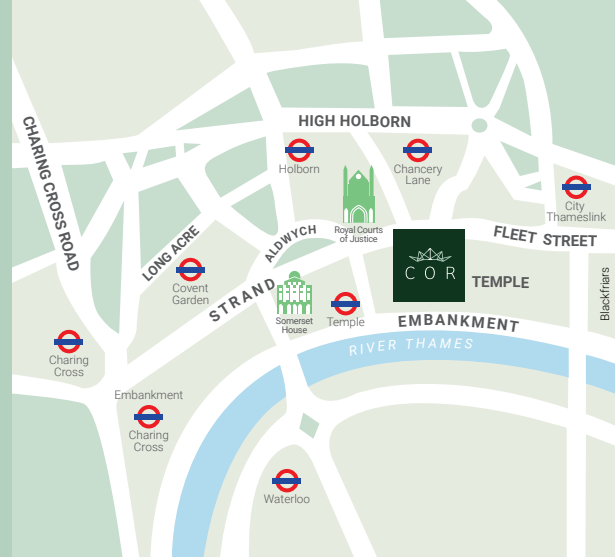 HIGH HOLBORN
CHARING CROSS ROAD
Holborn
Chancery
Lane
City
Thameslink
Royal Courts
of Justice
LONG ACRE
ALDWYCH
FLEET STREET
COR
TEMPLE
Covent
Garden
STRAND
Blackfriars
Somerset
House
Temple
EMBANKMENT
RIVER THAMES
Charing
Cross
Embankment
Charing
Cross
Waterloo